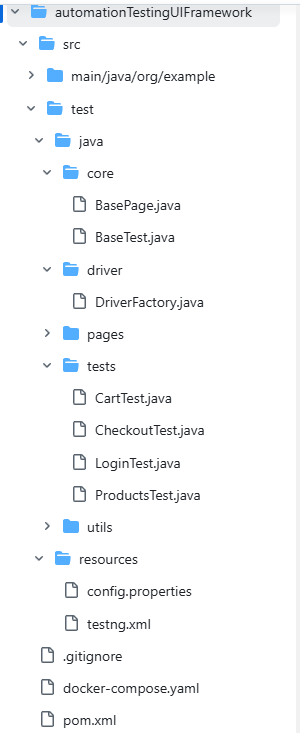 automationTestingUIFramework
src
main/java/org/example
test
java
core
BasePage.java
BaseTest.java
driver
DriverFactory.java
pages
tests
CartTest.java
CheckoutTest.java
LoginTest.java
ProductsTest.java
utils
resources
config.properties
testng.xml
.gitignore
docker-compose.yaml
pom.xml